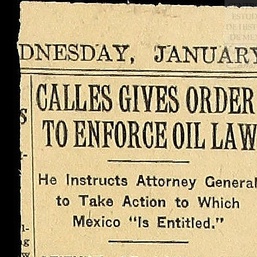 DNESDAY, JANUARY
CALLES GIVES ORDER
TO ENFORCE OIL LAW
He Instructs Attorney General
to Take Action to Which
Mexico "Is Entitled."